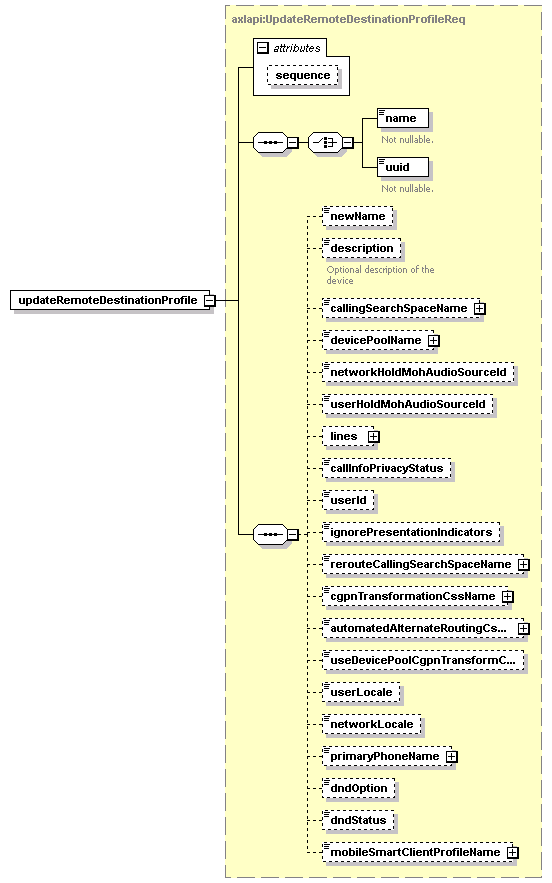 axlapi:UpdateRemoteDestinationProfileReq
attributes
sequence
name
Not nullable.
uuid
Not nullable.
newName
description
Optional description of the
device
updateRemoteDestinationProfile
callingSearchSpaceName
devicePoolName
networkHoldMohAudioSourceId
userHoldMohAudioSourceId
lines
callInfoPrivacyStatus
userId
ignorePresentationIndicators
rerouteCallingSearchSpaceName
cgpnTransformationCssName
automatedAlternateRoutingCs...
useDevicePoolCgpnTransformC...
userLocale
networkLocale
primaryPhoneName
dndOption
dndStatus
mobileSmartClientProfileName